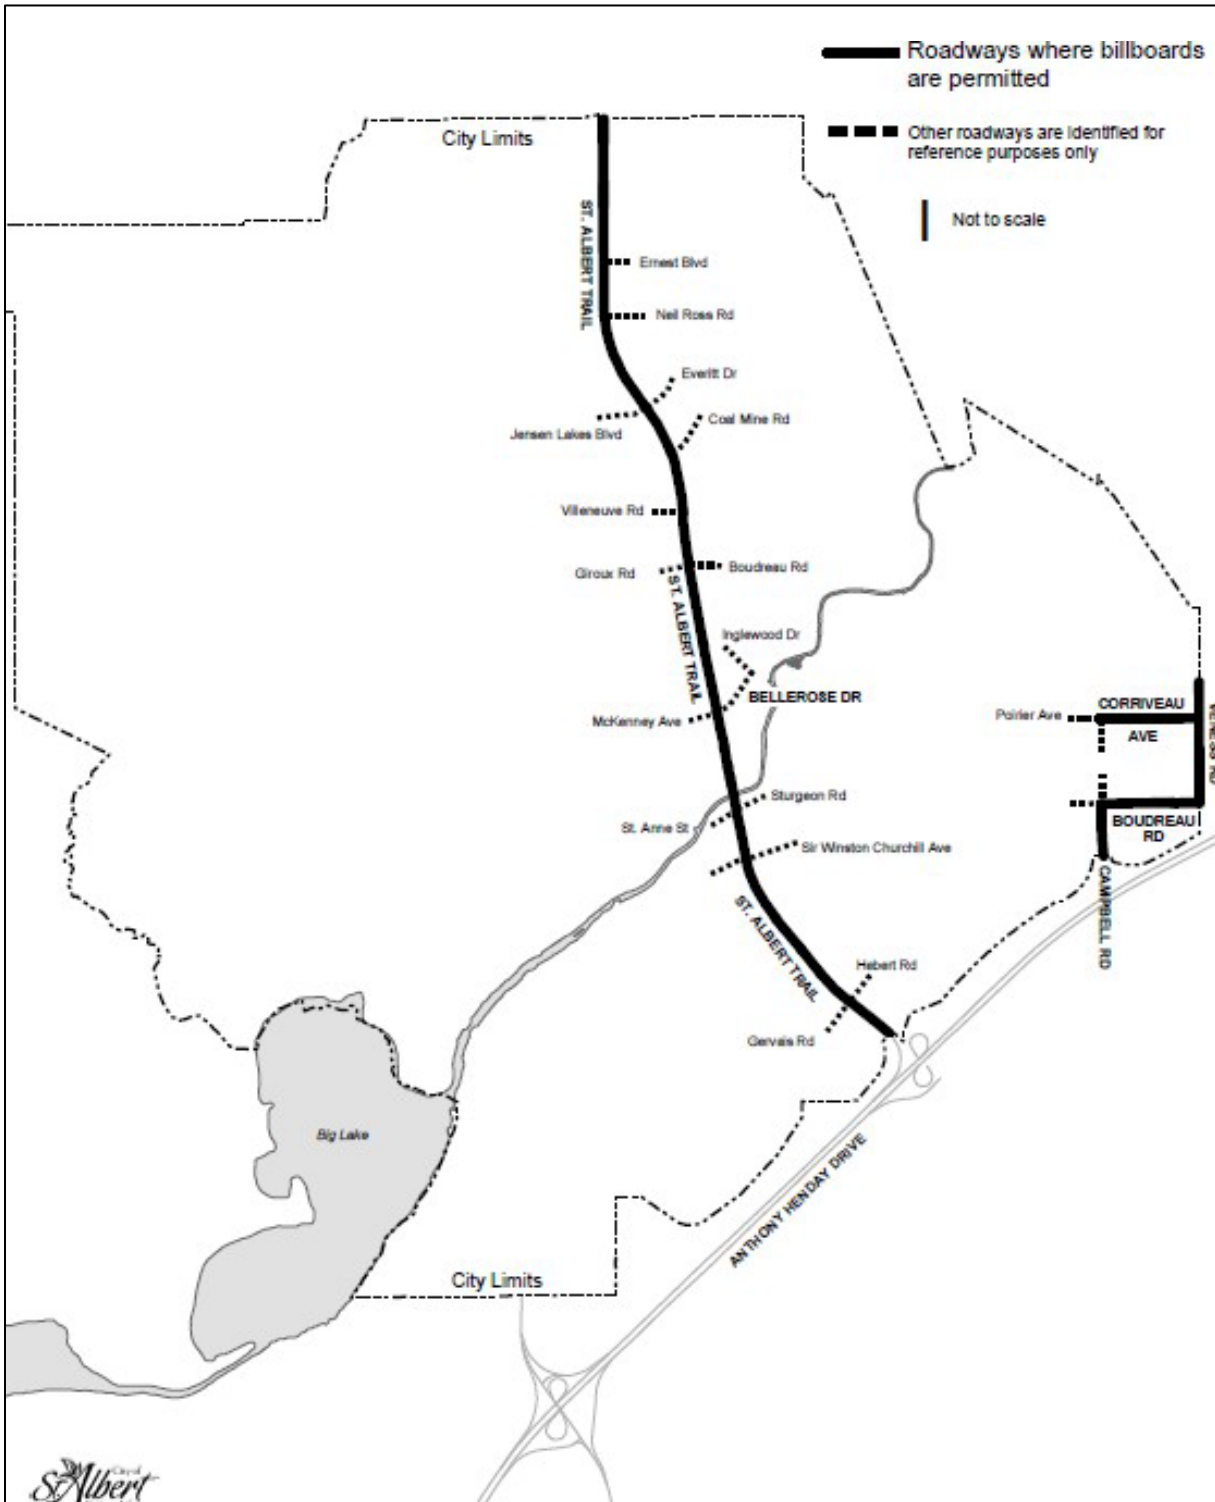 Roadways where billboards
are permitted
Other roadways are identified for
reference purposes only
Not to scale
City Limits
ST. ALBERT TRAIL
Ernest Blvd
Neil Ross Rd
Everitt Dr
Coal Mine Rd
Jensen Lakes Blvd
Villeneuve Rd
Giroux Rd
Boudreau Rd
ST. ALBERT TRAIL
Inglewood Dr
BELLEROSE DR
McKenney Ave
Poirier Ave
CORRIVEAU
AVE
Sturgeon Rd
St. Anne St
BOUDREAU
RD
Sir Winston Churchill Ave
CAMPBELL RD
ST. ALBERT TRAIL
Hebert Rd
Gervais Rd
Big Lake
ANTHONY HENDAY DRIVE
City Limits
City of
St. Albert